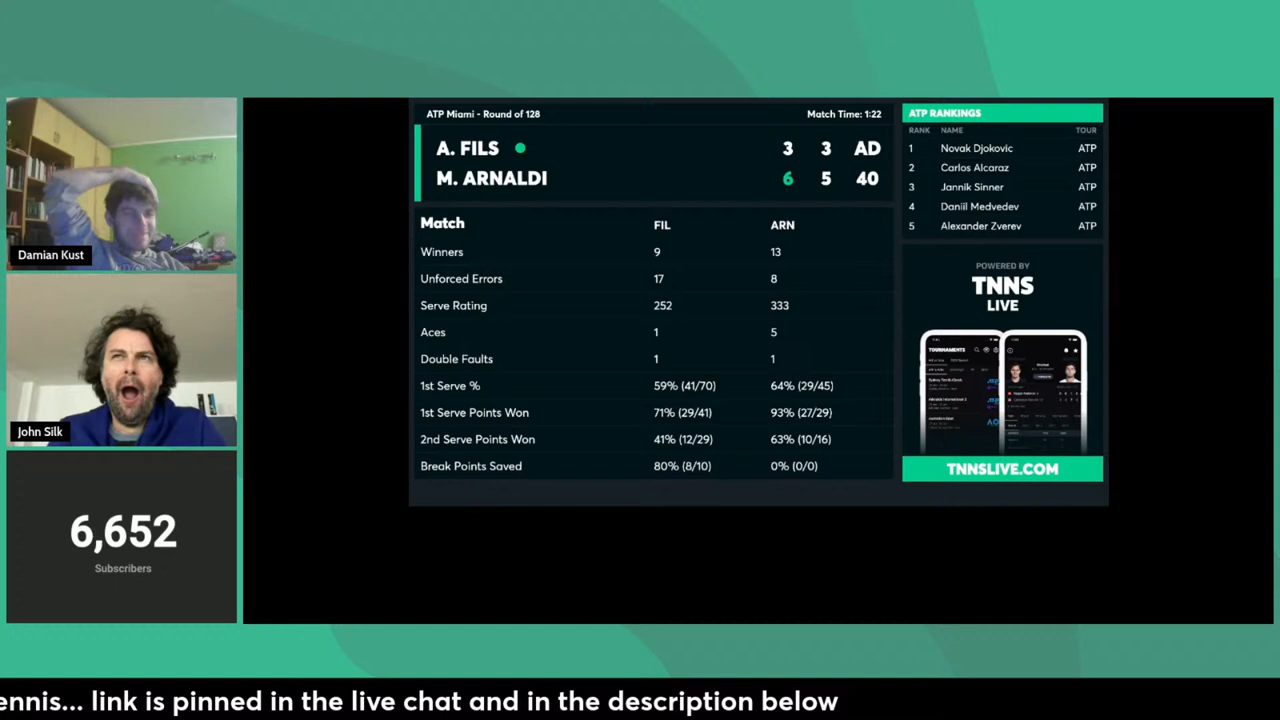 Damian Kust
John Silk
6,652
Subscribers
ATP Miami - Round of 128 Match Time: 1:22
A. FILS 3 3 AD
M. ARNALDI 6 5 40
Match FIL ARN
Winners 9 13
Unforced Errors 17 8
Serve Rating 252 333
Aces 1 5
Double Faults 1 1
1st Serve % 59% (41/70) 64% (29/45)
1st Serve Points Won 71% (29/41) 93% (27/29)
2nd Serve Points Won 41% (12/29) 63% (10/16)
Break Points Saved 80% (8/10) 0% (0/0)
ATP RANKINGS
RANK NAME TOUR
1 Novak Djokovic ATP
2 Carlos Alcaraz ATP
3 Jannik Sinner ATP
4 Daniil Medvedev ATP
5 Alexander Zverev ATP
POWERED BY
TNNS
LIVE
TOURNAMENTS
TNNSLIVE.COM
ennis... link is pinned in the live chat and in the description below